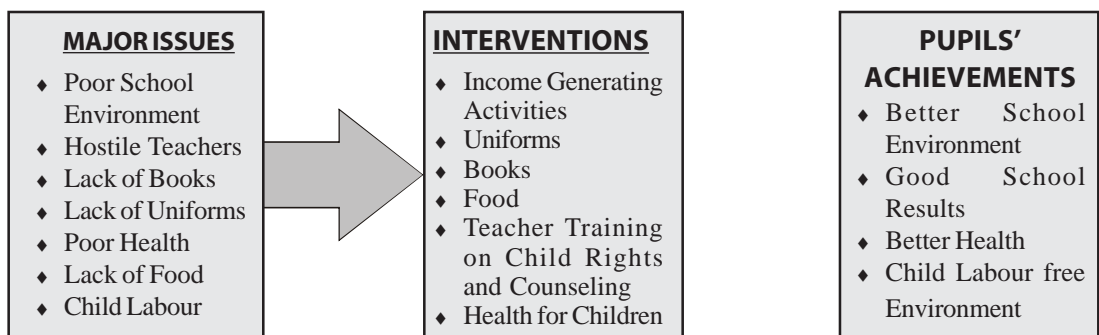 MAJOR ISSUES
♦ Poor School
Environment
♦ Hostile Teachers
♦ Lack of Books
♦ Lack of Uniforms
♦ Poor Health
♦ Lack of Food
♦ Child Labour
INTERVENTIONS
♦ Income Generating
Activities
♦ Uniforms
♦ Books
♦ Food
♦ Teacher Training
on Child Rights
and Counseling
♦ Health for Children
PUPILS’
ACHIEVEMENTS
♦ Better School
Environment
♦ Good School
Results
♦ Better Health
♦ Child Labour free
Environment